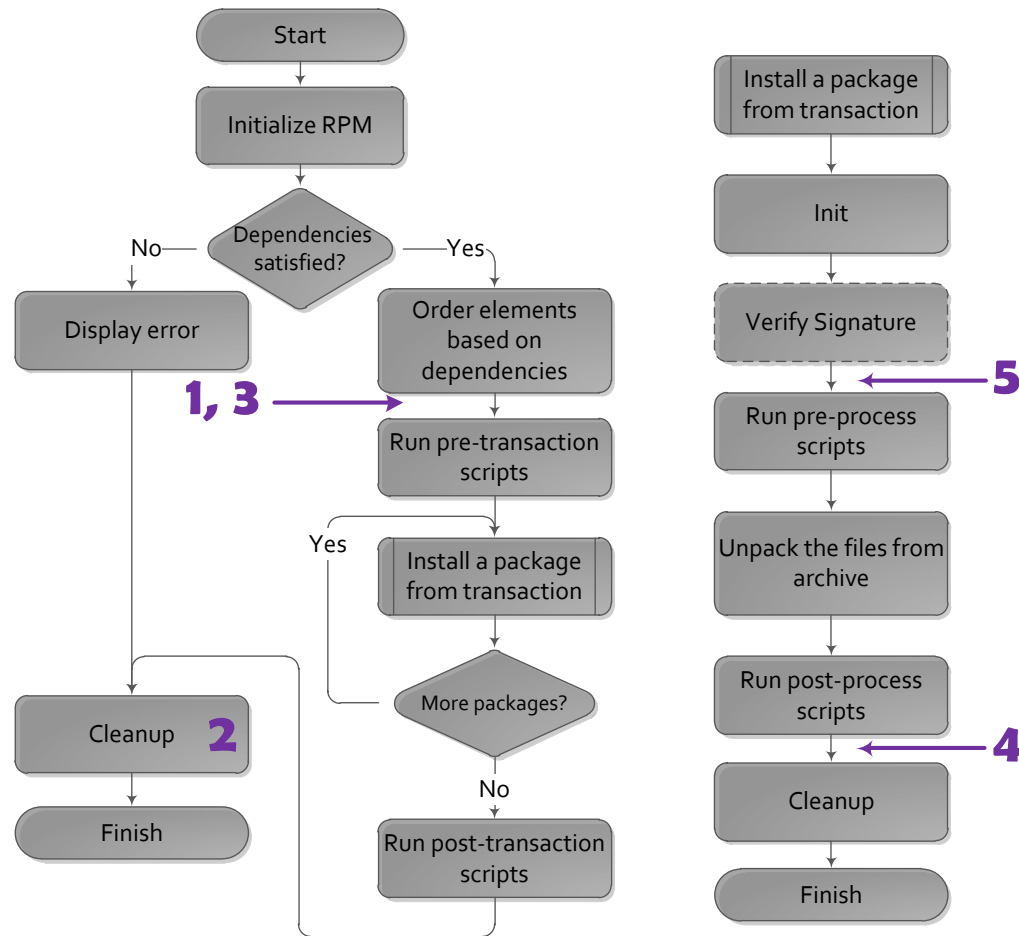 Start
Initialize RPM
Dependencies
satisfied?
No
Yes
Display error
Order elements
based on
dependencies
1, 3
Run pre-transaction
scripts
Yes
Install a package
from transaction
More packages?
Cleanup
2
No
Finish
Run post-transaction
scripts
Install a package
from transaction
Init
Verify Signature
5
Run pre-process
scripts
Unpack the files from
archive
Run post-process
scripts
4
Cleanup
Finish